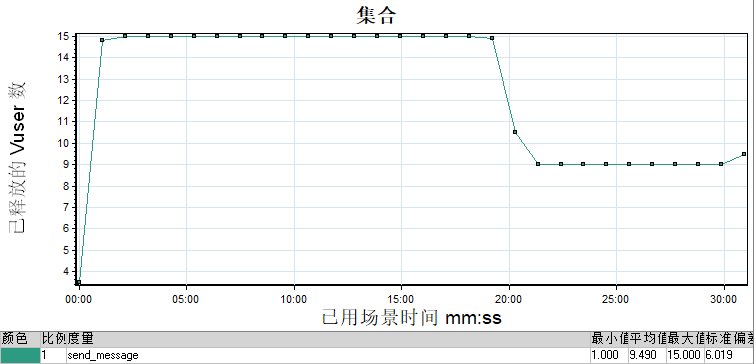 集合
已释放的 Vuser 数
15
14
13
12
11
10
9
8
7
6
5
4
00:00 05:00 10:00 15:00 20:00 25:00 30:00
已用场景时间 mm:ss
颜色 比例 度量 最小值 平均值 最大值 标准偏差
1 send_message 1.000 9.490 15.000 6.019